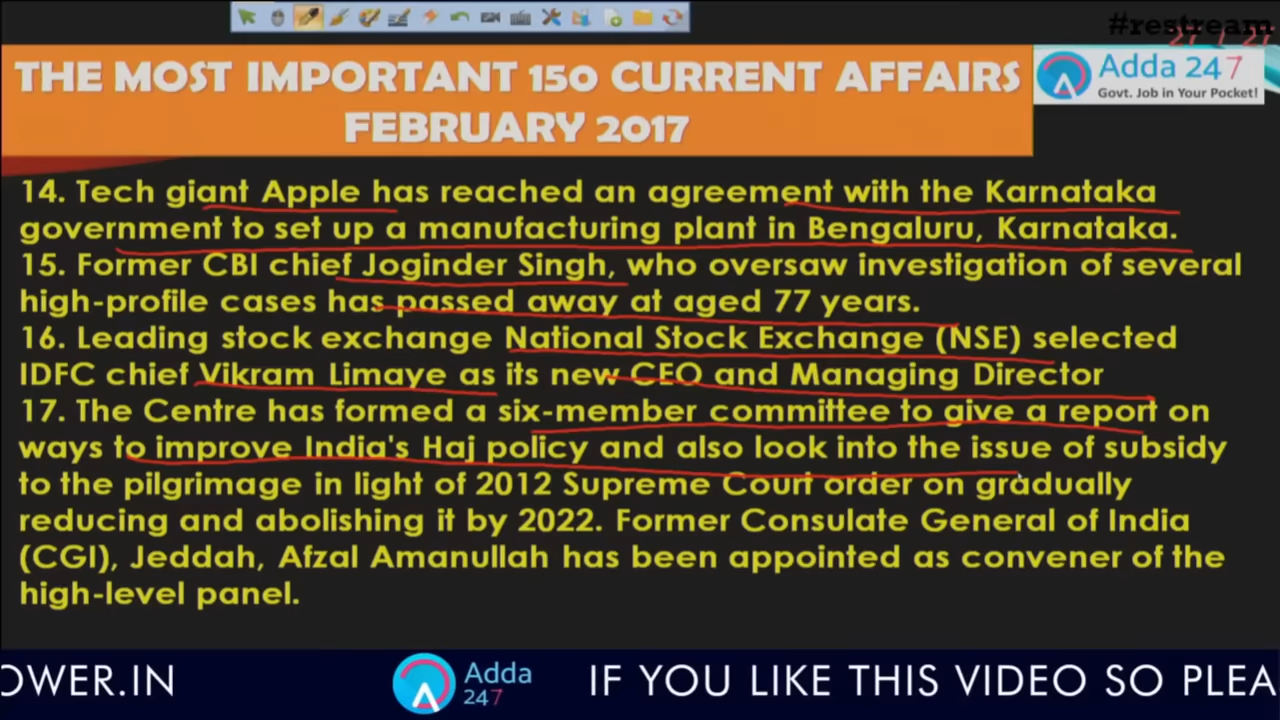 #restream
THE MOST IMPORTANT 150 CURRENT AFFAIRS
FEBRUARY 2017
Adda 247
Govt. Job in Your Pocket!
14. Tech giant Apple has reached an agreement with the Karnataka
government to set up a manufacturing plant in Bengaluru, Karnataka.
15. Former CBI chief Joginder Singh, who oversaw investigation of several
high-profile cases has passed away at aged 77 years.
16. Leading stock exchange National Stock Exchange (NSE) selected
IDFC chief Vikram Limaye as its new CEO and Managing Director
17. The Centre has formed a six-member committee to give a report on
ways to improve India's Haj policy and also look into the issue of subsidy
to the pilgrimage in light of 2012 Supreme Court order on gradually
reducing and abolishing it by 2022. Former Consulate General of India
(CGI), Jeddah, Afzal Amanullah has been appointed as convener of the
high-level panel.
OWER.IN
Adda
247
IF YOU LIKE THIS VIDEO SO PLEA